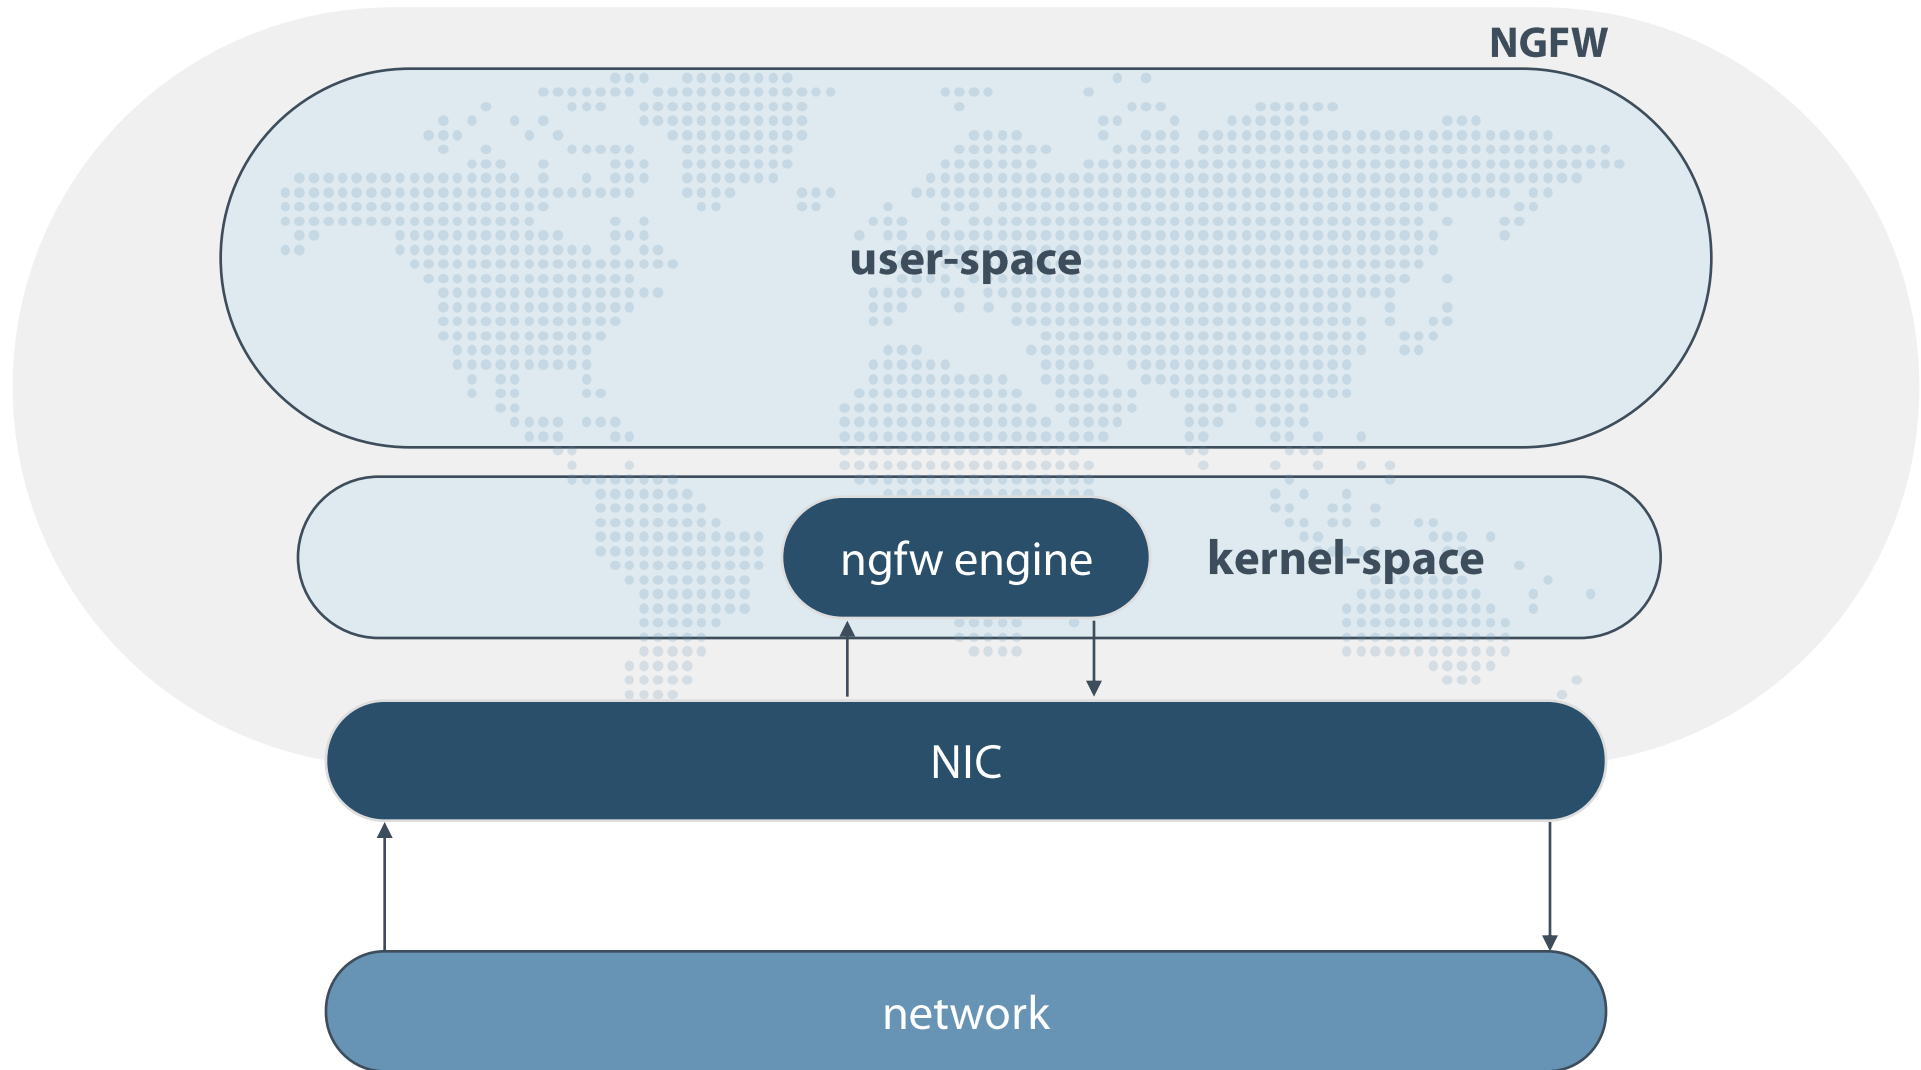 NGFW
user-space
ngfw engine
kernel-space
NIC
network